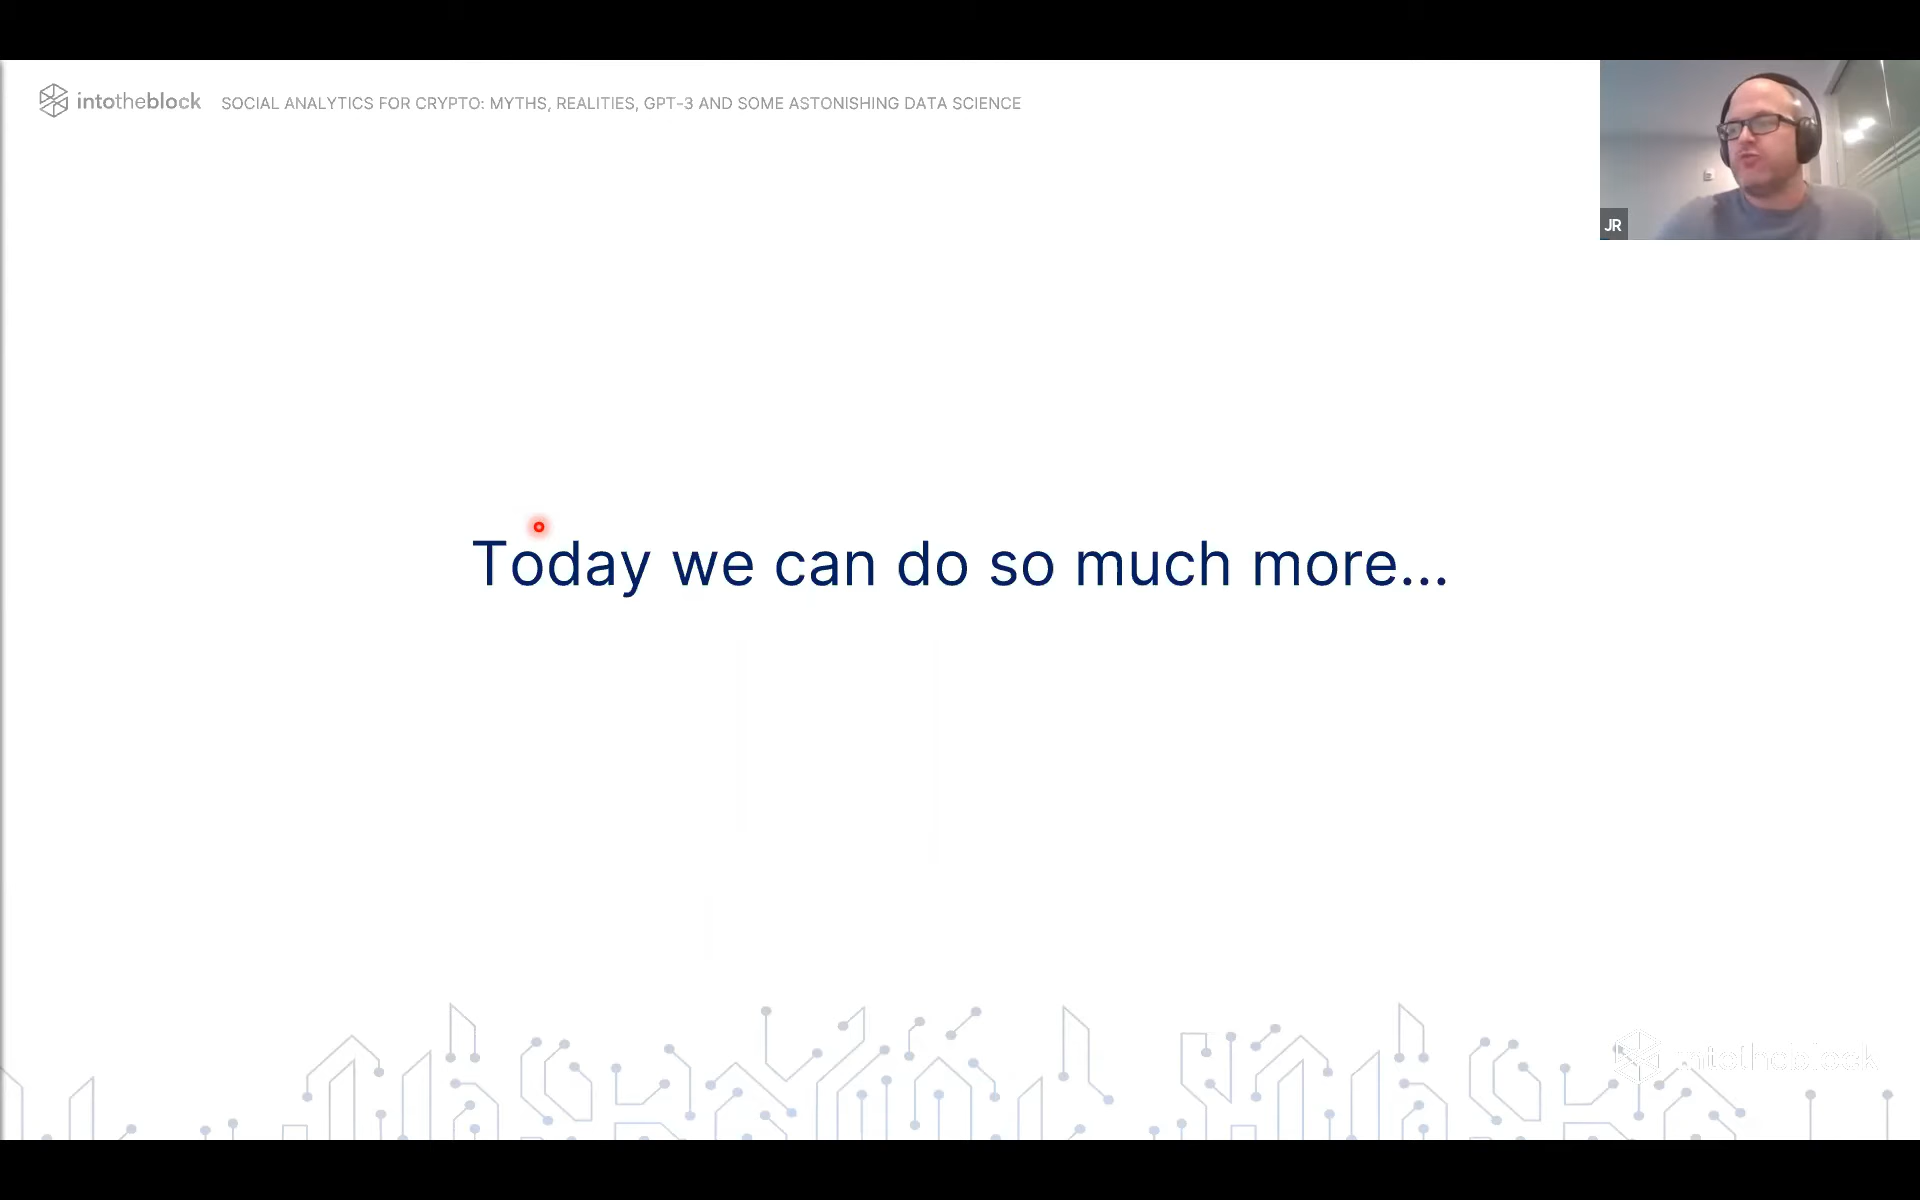 intotheblock SOCIAL ANALYTICS FOR CRYPTO: MYTHS, REALITIES, GPT-3 AND SOME ASTONISHING DATA SCIENCE
JR
Today we can do so much more...
intotheblock